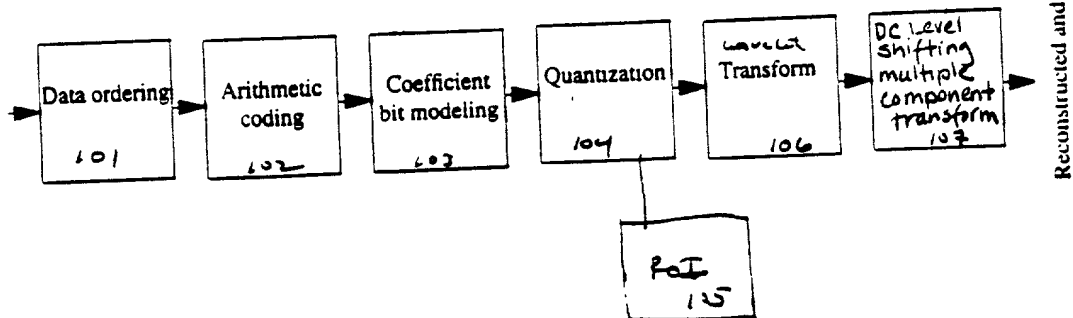 Data ordering
101
Arithmetic
coding
102
Coefficient
bit modeling
103
Quantization
104
wavelet
Transform
106
DC Level
shifting
multiple
component
transform
107
Reconstructed and
RoI
105